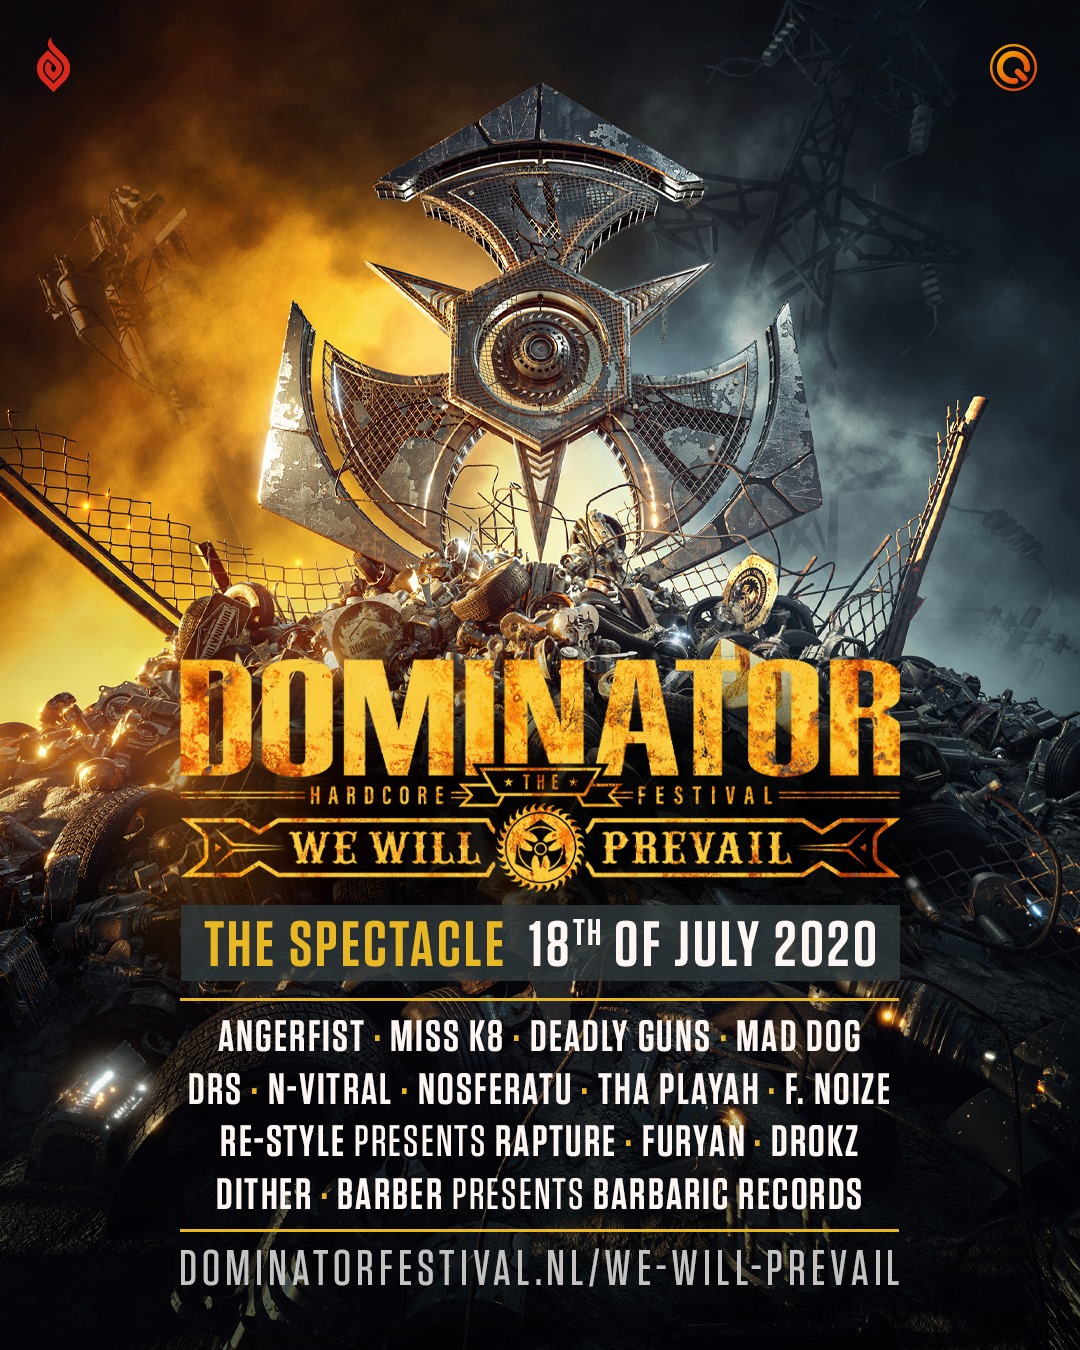 DOMINATOR
THE
HARDCORE FESTIVAL
WE WILL PREVAIL
THE SPECTACLE 18TH OF JULY 2020
ANGERFIST · MISS K8 · DEADLY GUNS · MAD DOG
DRS · N-VITRAL · NOSFERATU · THA PLAYAH · F. NOIZE
RE-STYLE PRESENTS RAPTURE · FURYAN · DROKZ
DITHER · BARBER PRESENTS BARBARIC RECORDS
DOMINATORFESTIVAL.NL/WE-WILL-PREVAIL